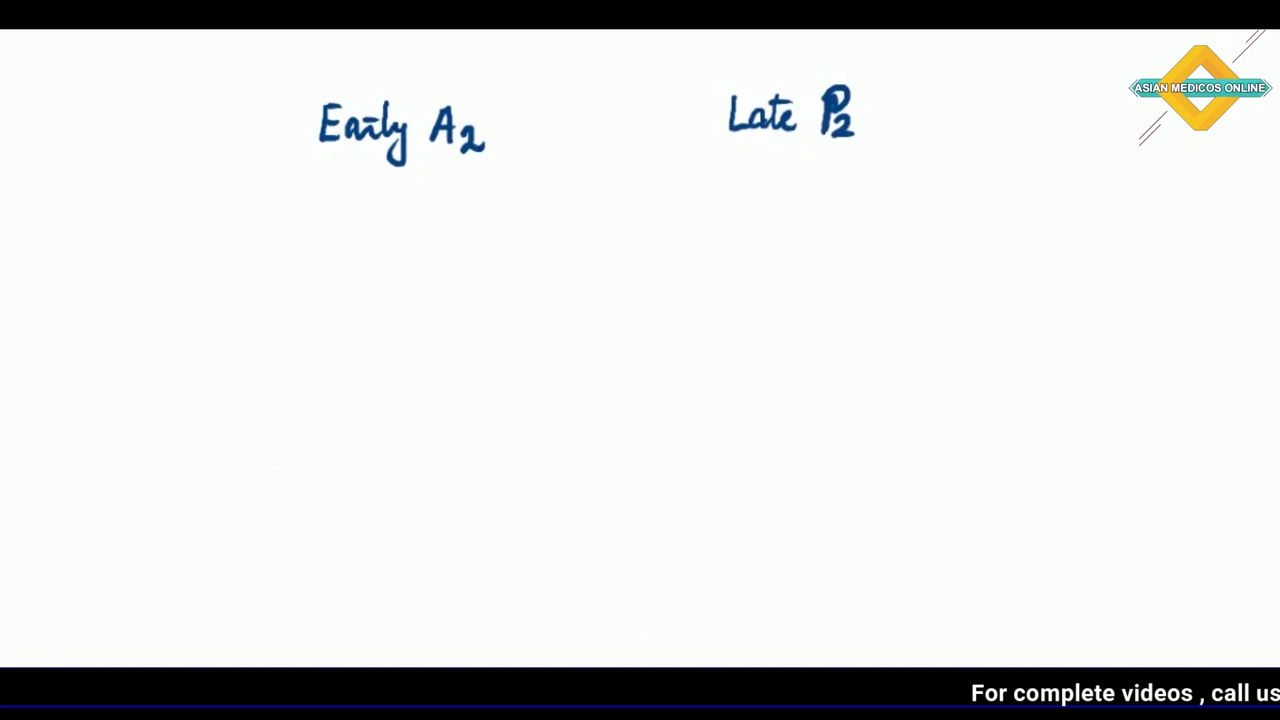 Early A2
Late P2
ASIAN MEDICOS ONLINE
For complete videos , call us